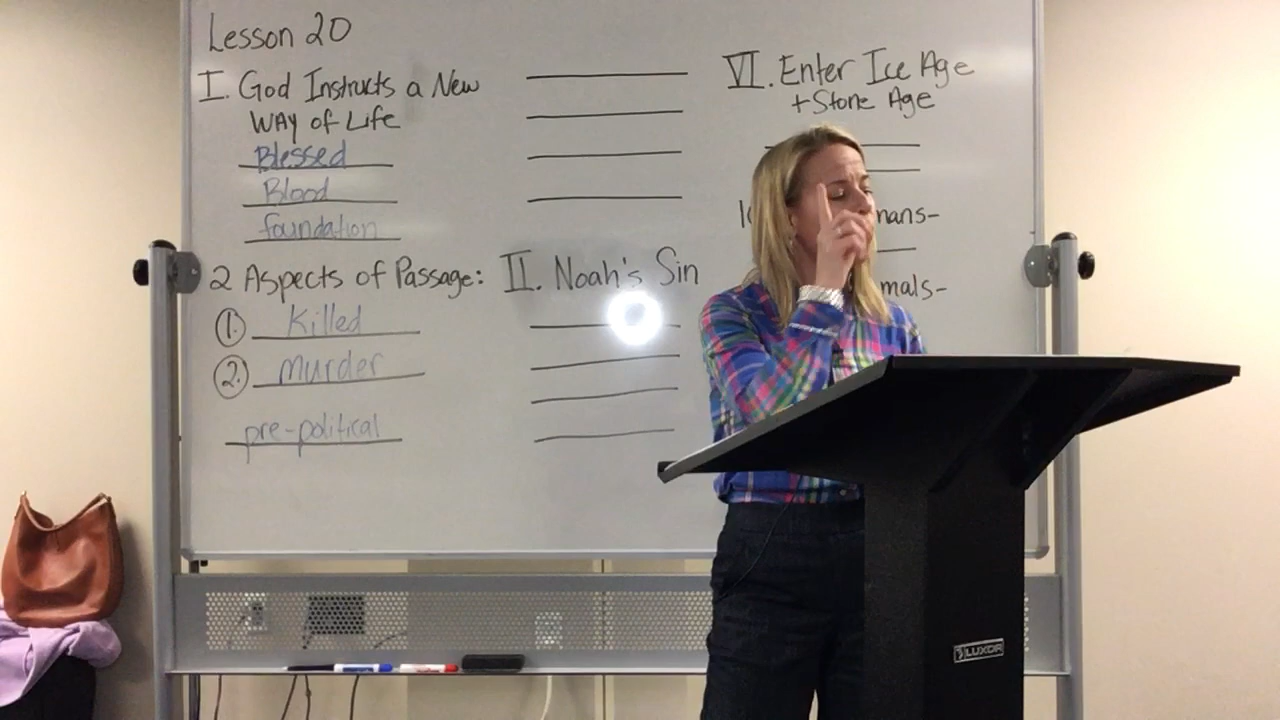 Lesson 20
I. God Instructs a New
WAY of Life
Blessed
Blood
foundation
2 Aspects of Passage:
1. Killed
2. Murder
pre-political
II. Noah's Sin
VI. Enter Ice Age
+ Stone Age
LUXOR